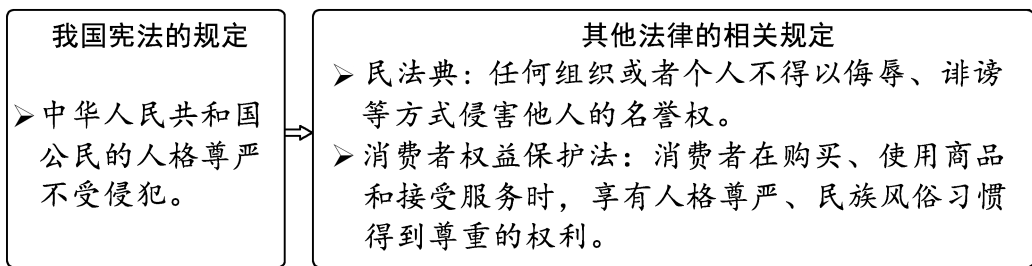 我国宪法的规定
➢中华人民共和国
公民的人格尊严
不受侵犯。
其他法律的相关规定
➢民法典：任何组织或者个人不得以侮辱、诽谤
等方式侵害他人的名誉权。
➢消费者权益保护法：消费者在购买、使用商品
和接受服务时，享有人格尊严、民族风俗习惯
得到尊重的权利。